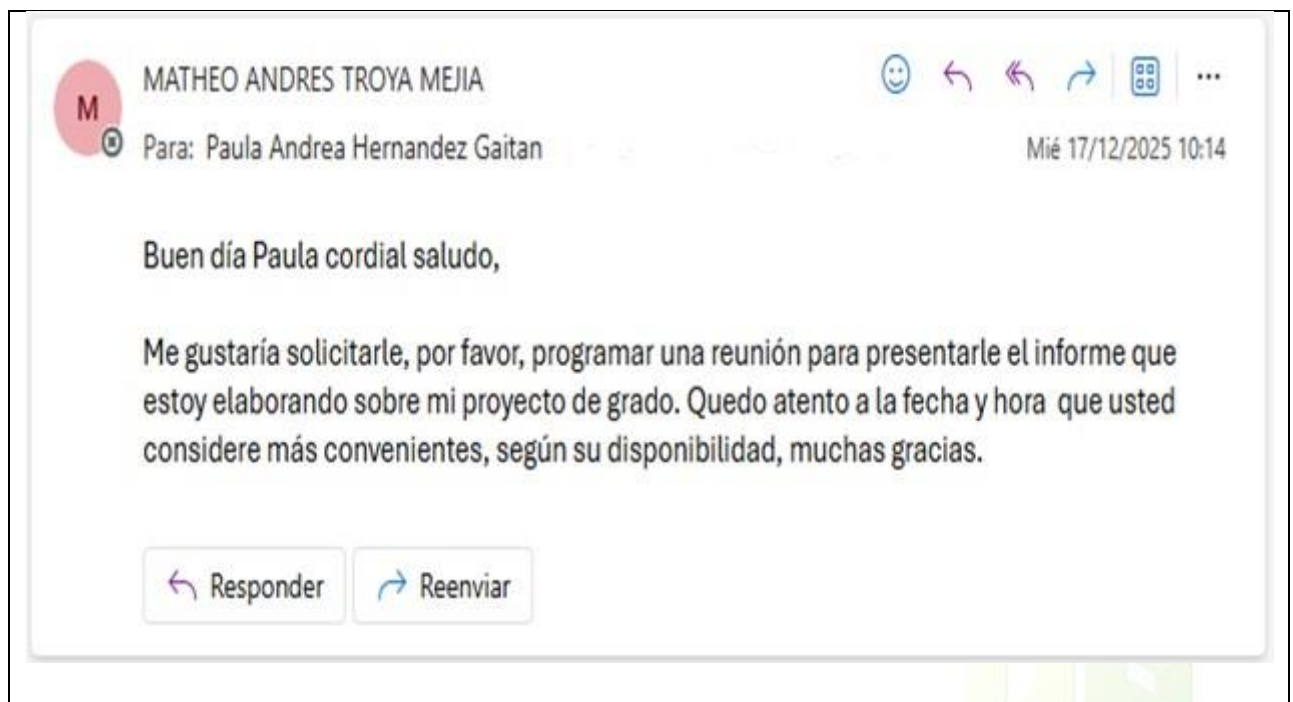 MATHEO ANDRES TROYA MEJIA
M
Para: Paula Andrea Hernandez Gaitan
Mié 17/12/2025 10:14
Buen día Paula cordial saludo,
Me gustaría solicitarle, por favor, programar una reunión para presentarle el informe que
estoy elaborando sobre mi proyecto de grado. Quedo atento a la fecha y hora que usted
considere más convenientes, según su disponibilidad, muchas gracias.
Responder
Reenviar